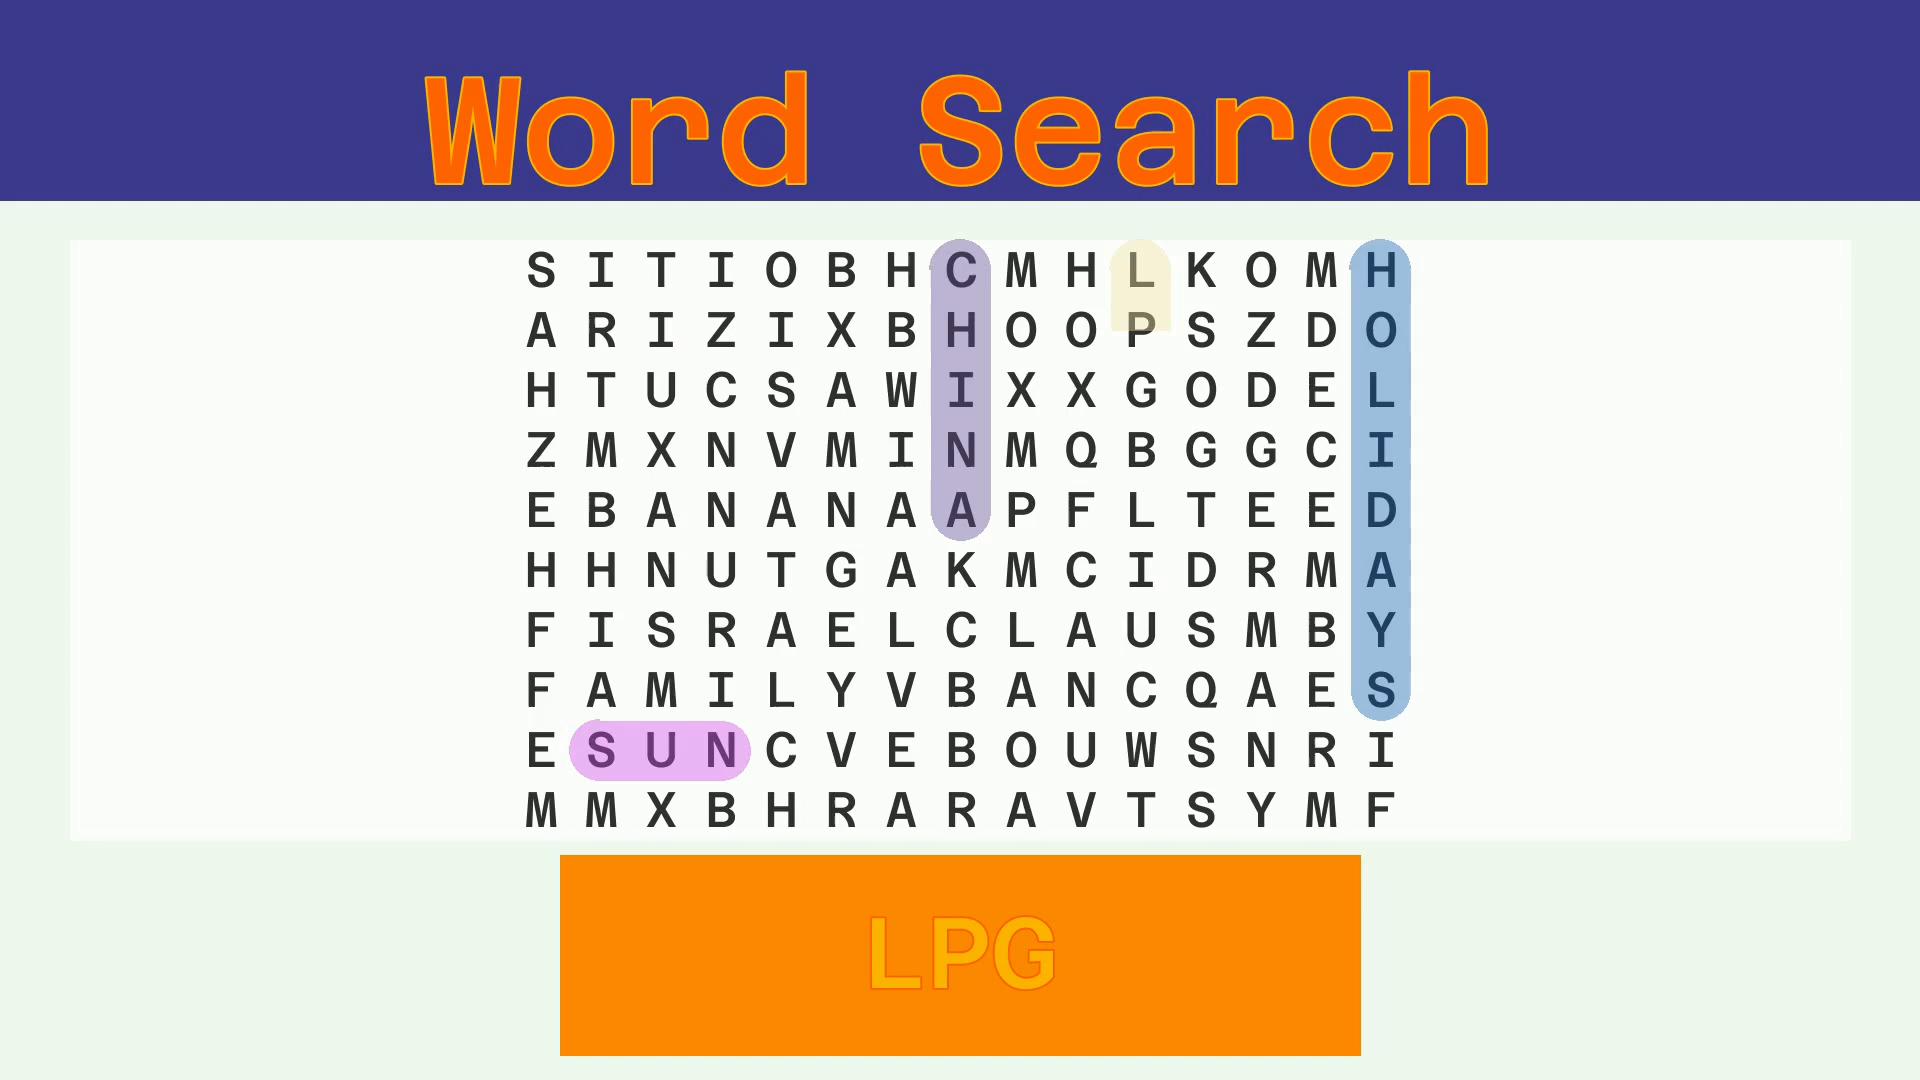 Word Search
S I T I O B H C M H L K O M H
A R I Z I X B H O O P S Z D O
H T U C S A W I X X G O D E L
Z M X N V M I N M Q B G G C I
E B A N A N A A P F L T E E D
H H N U T G A K M C I D R M A
F I S R A E L C L A U S M B Y
F A M I L Y V B A N C Q A E S
E S U N C V E B O U W S N R I
M M X B H R A R A V T S Y M F
LPG